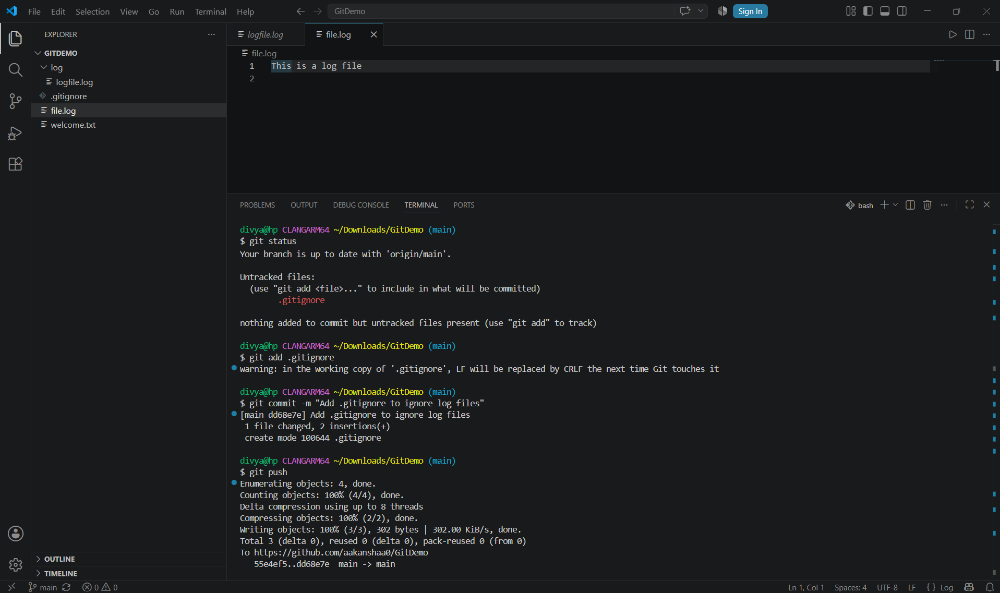 File Edit Selection View Go Run Terminal Help
GitDemo
Sign In
EXPLORER
GITDEMO
log
logfile.log
.gitignore
file.log
welcome.txt
OUTLINE
TIMELINE
logfile.log
file.log
file.log
1 This is a log file
2
PROBLEMS OUTPUT DEBUG CONSOLE TERMINAL PORTS
bash
divya@hp CLANGARM64 ~/Downloads/GitDemo (main)
$ git status
Your branch is up to date with 'origin/main'.
Untracked files:
(use "git add <file>..." to include in what will be committed)
.gitignore
nothing added to commit but untracked files present (use "git add" to track)
divya@hp CLANGARM64 ~/Downloads/GitDemo (main)
$ git add .gitignore
warning: in the working copy of '.gitignore', LF will be replaced by CRLF the next time Git touches it
divya@hp CLANGARM64 ~/Downloads/GitDemo (main)
$ git commit -m "Add .gitignore to ignore log files"
[main dd68e7e] Add .gitignore to ignore log files
1 file changed, 2 insertions(+)
create mode 100644 .gitignore
divya@hp CLANGARM64 ~/Downloads/GitDemo (main)
$ git push
Enumerating objects: 4, done.
Counting objects: 100% (4/4), done.
Delta compression using up to 8 threads
Compressing objects: 100% (2/2), done.
Writing objects: 100% (3/3), 302 bytes | 302.00 KiB/s, done.
Total 3 (delta 0), reused 0 (delta 0), pack-reused 0 (from 0)
To https://github.com/aakanshaa0/GitDemo
55e4ef5..dd68e7e main -> main
main 0 0 Ln 1, Col 1 Spaces: 4 UTF-8 LF { } Log